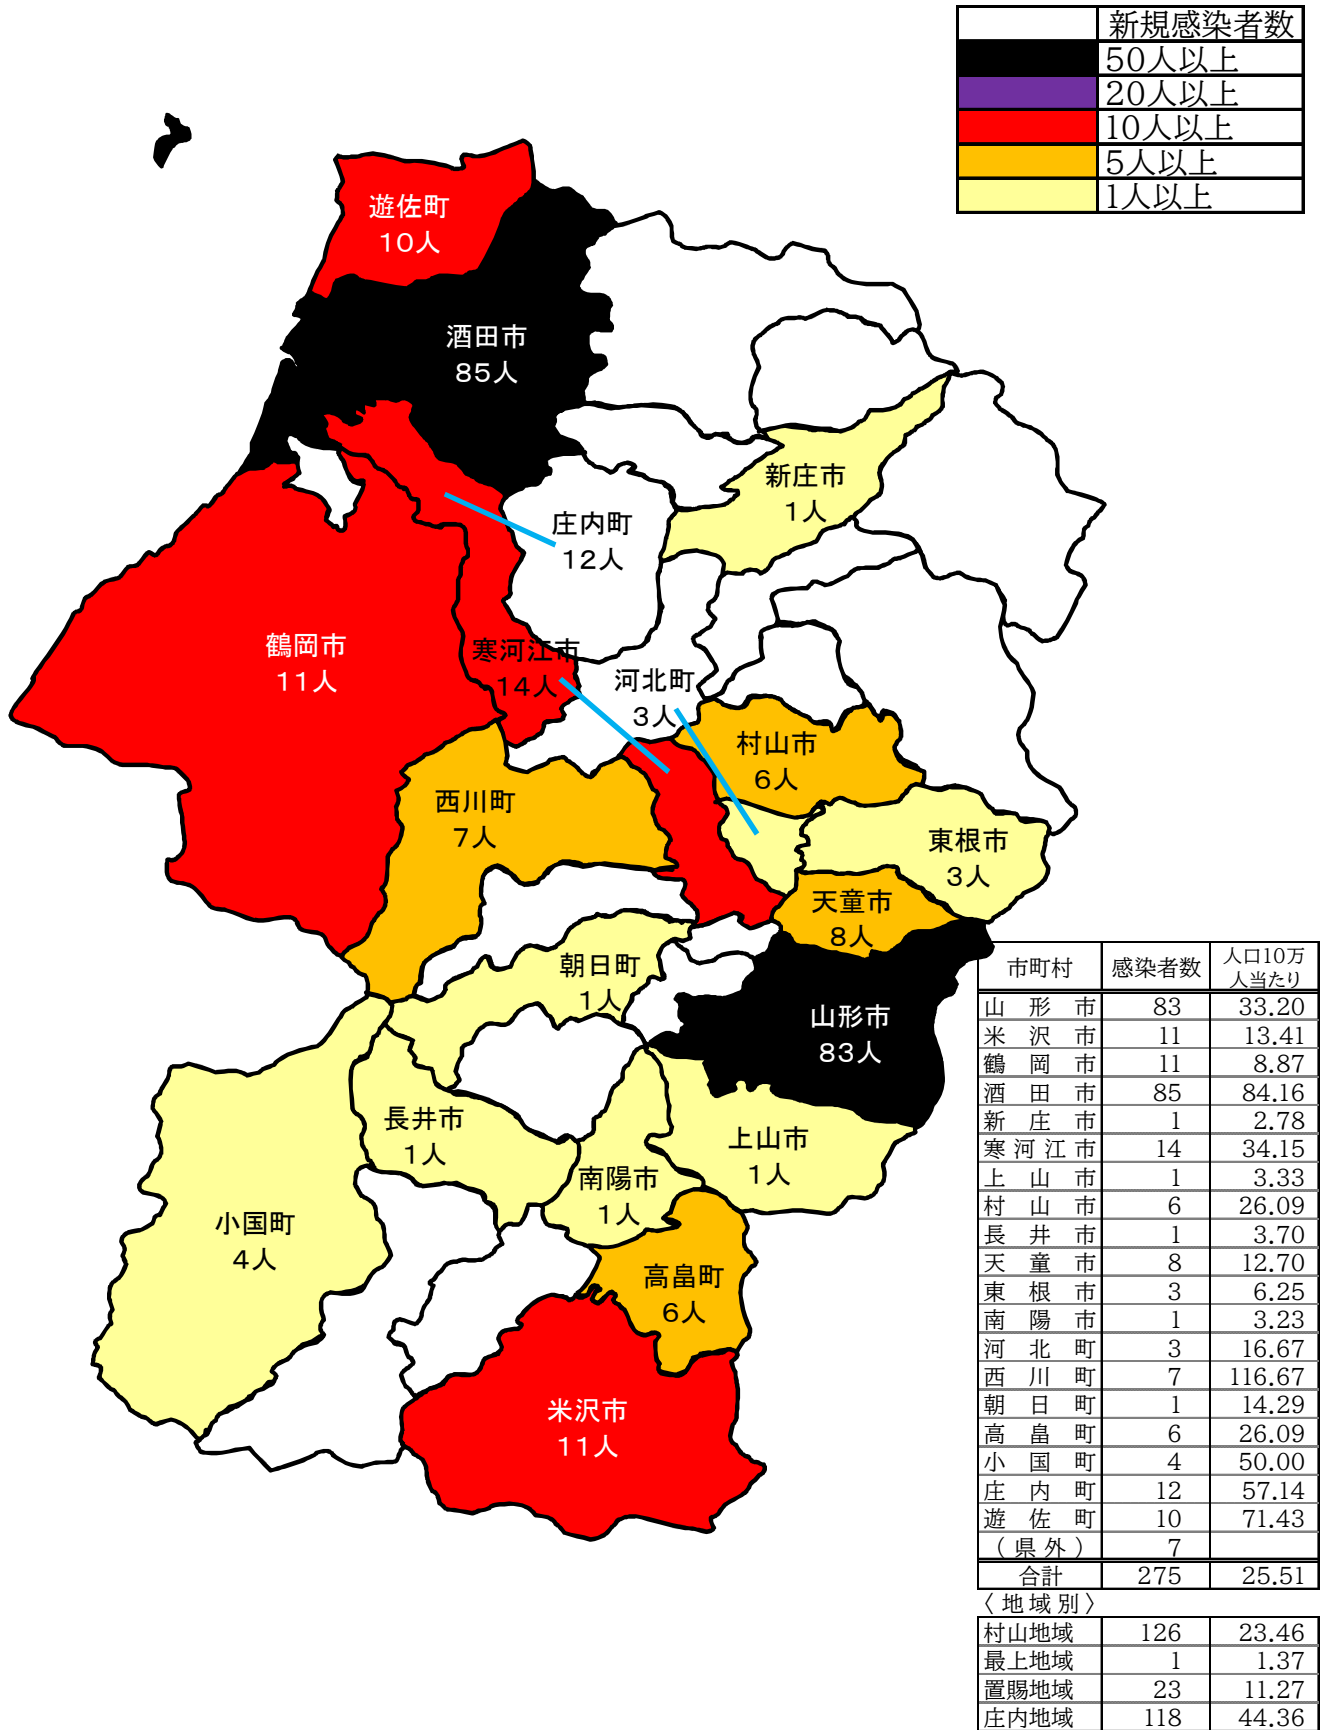 新規感染者数
50人以上
20人以上
10人以上
5人以上
1人以上
遊佐町
10人
酒田市
85人
新庄市
1人
庄内町
12人
鶴岡市
11人
寒河江市
14人
河北町
3人
村山市
6人
西川町
7人
東根市
3人
天童市
8人
朝日町
1人
山形市
83人
長井市
1人
上山市
1人
南陽市
1人
小国町
4人
高畠町
6人
米沢市
11人
市町村 感染者数 人口10万人当たり
山形市 83 33.20
米沢市 11 13.41
鶴岡市 11 8.87
酒田市 85 84.16
新庄市 1 2.78
寒河江市 14 34.15
上山市 1 3.33
村山市 6 26.09
長井市 1 3.70
天童市 8 12.70
東根市 3 6.25
南陽市 1 3.23
河北町 3 16.67
西川町 7 116.67
朝日町 1 14.29
高畠町 6 26.09
小国町 4 50.00
庄内町 12 57.14
遊佐町 10 71.43
（県外） 7
合計 275 25.51
〈地域別〉
村山地域 126 23.46
最上地域 1 1.37
置賜地域 23 11.27
庄内地域 118 44.36